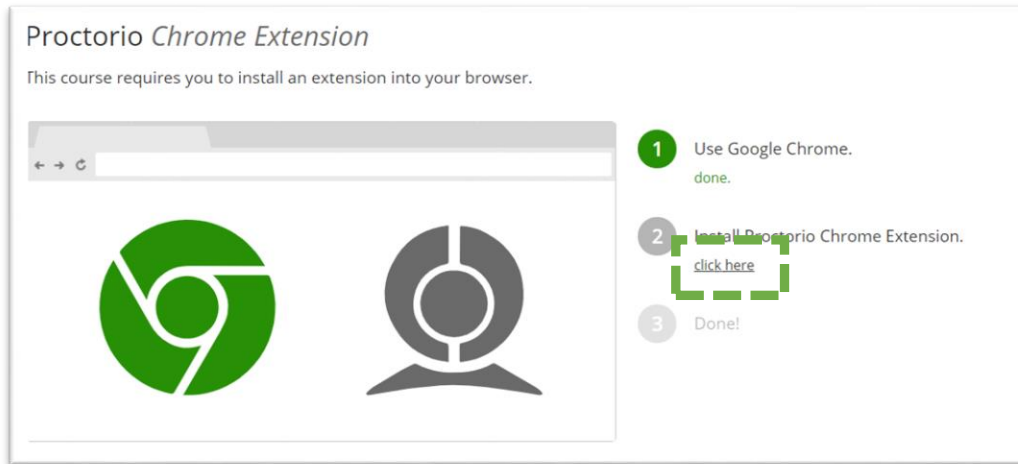 Proctorio Chrome Extension
This course requires you to install an extension into your browser.
1 Use Google Chrome.
done.
2 Install Proctorio Chrome Extension.
click here
3 Done!